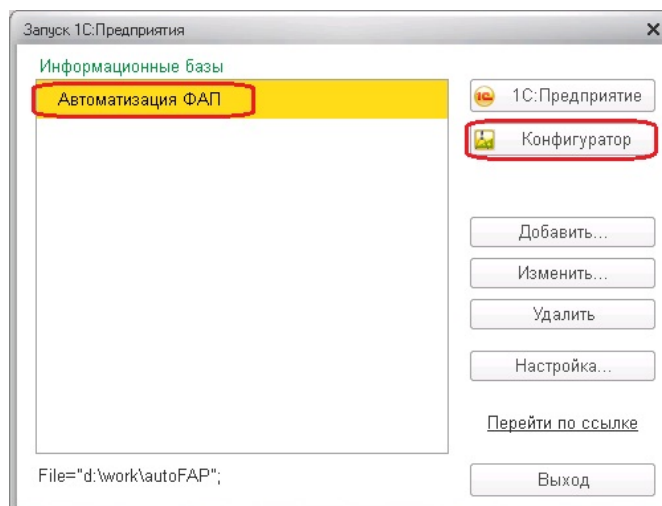 Запуск 1С:Предприятия
Информационные базы
Автоматизация ФАП
1С:Предприятие
Конфигуратор
Добавить...
Изменить...
Удалить
Настройка...
Перейти по ссылке
File="d:\work\autoFAP";
Выход